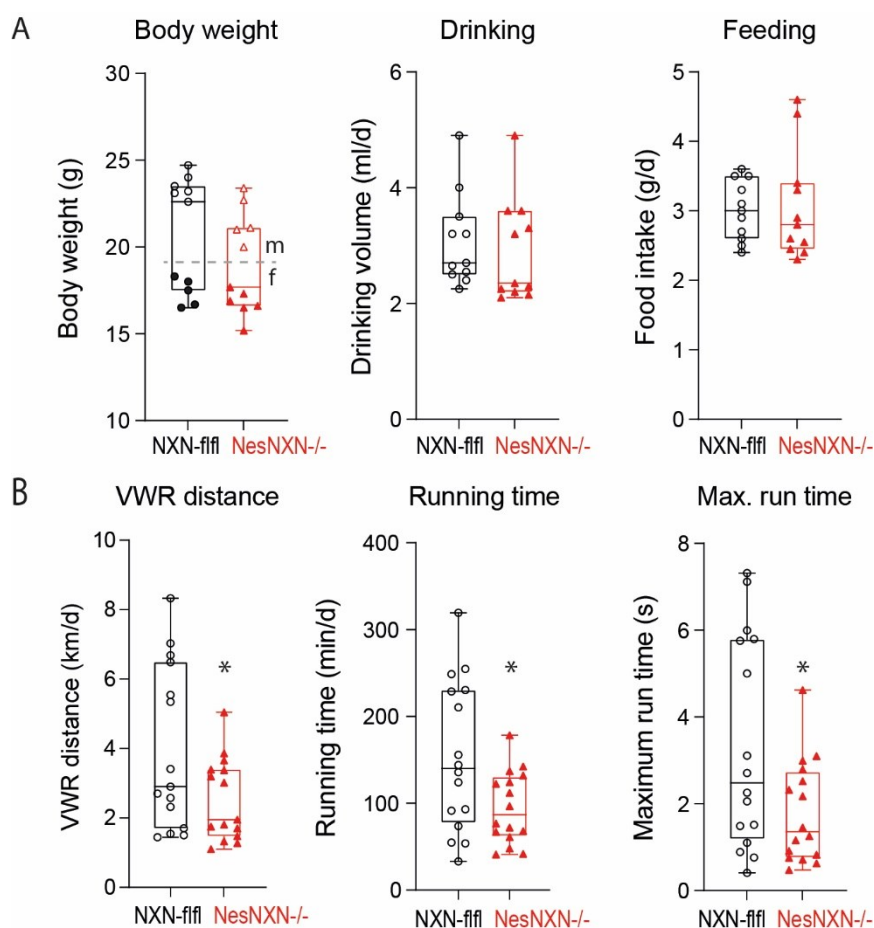 A
Body weight
Drinking
Feeding
Body weight (g)
30
25
20
15
10
m
f
NXN-flfl NesNXN-/-
Drinking volume (ml/d)
6
4
2
0
NXN-flfl NesNXN-/-
Food intake (g/d)
5
4
3
2
1
0
NXN-flfl NesNXN-/-
B
VWR distance
Running time
Max. run time
VWR distance (km/d)
10
8
6
4
2
0
*
NXN-flfl NesNXN-/-
Running time (min/d)
400
300
200
100
0
*
NXN-flfl NesNXN-/-
Maximum run time (s)
8
6
4
2
0
*
NXN-flfl NesNXN-/-